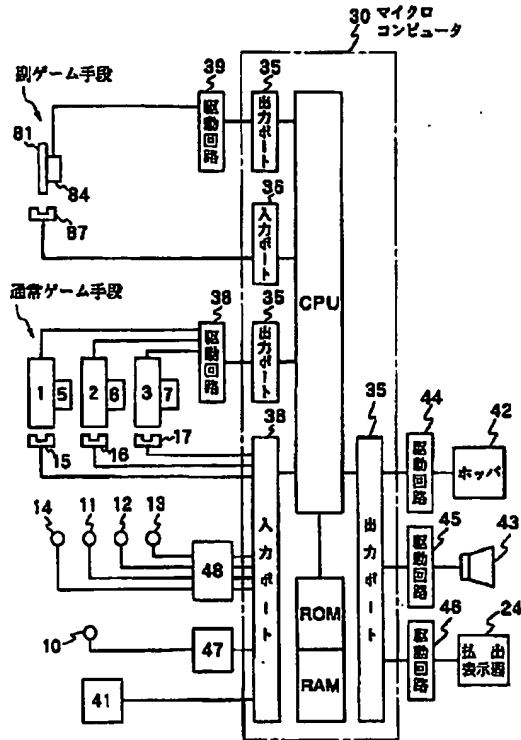 30 マイクロ
コンピュータ
副ゲーム手段
39
35
81
駆動回路
出力ポート
84
36
87
入力ポート
CPU
通常ゲーム手段
38
35
駆動回路
出力ポート
1
5
2
6
3
7
38
35
44
42
15
16
17
駆動回路
ホッパ
14
11
12
13
入力ポート
出力ポート
45
43
48
駆動回路
ROM
46
24
10
47
駆動回路
払出
表示器
RAM
41